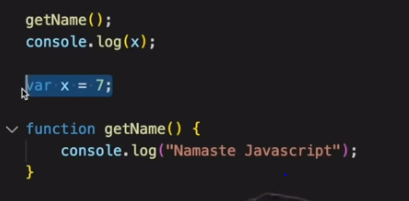 getName();
console.log(x);
var x = 7;
function getName() {
console.log("Namaste Javascript");
}